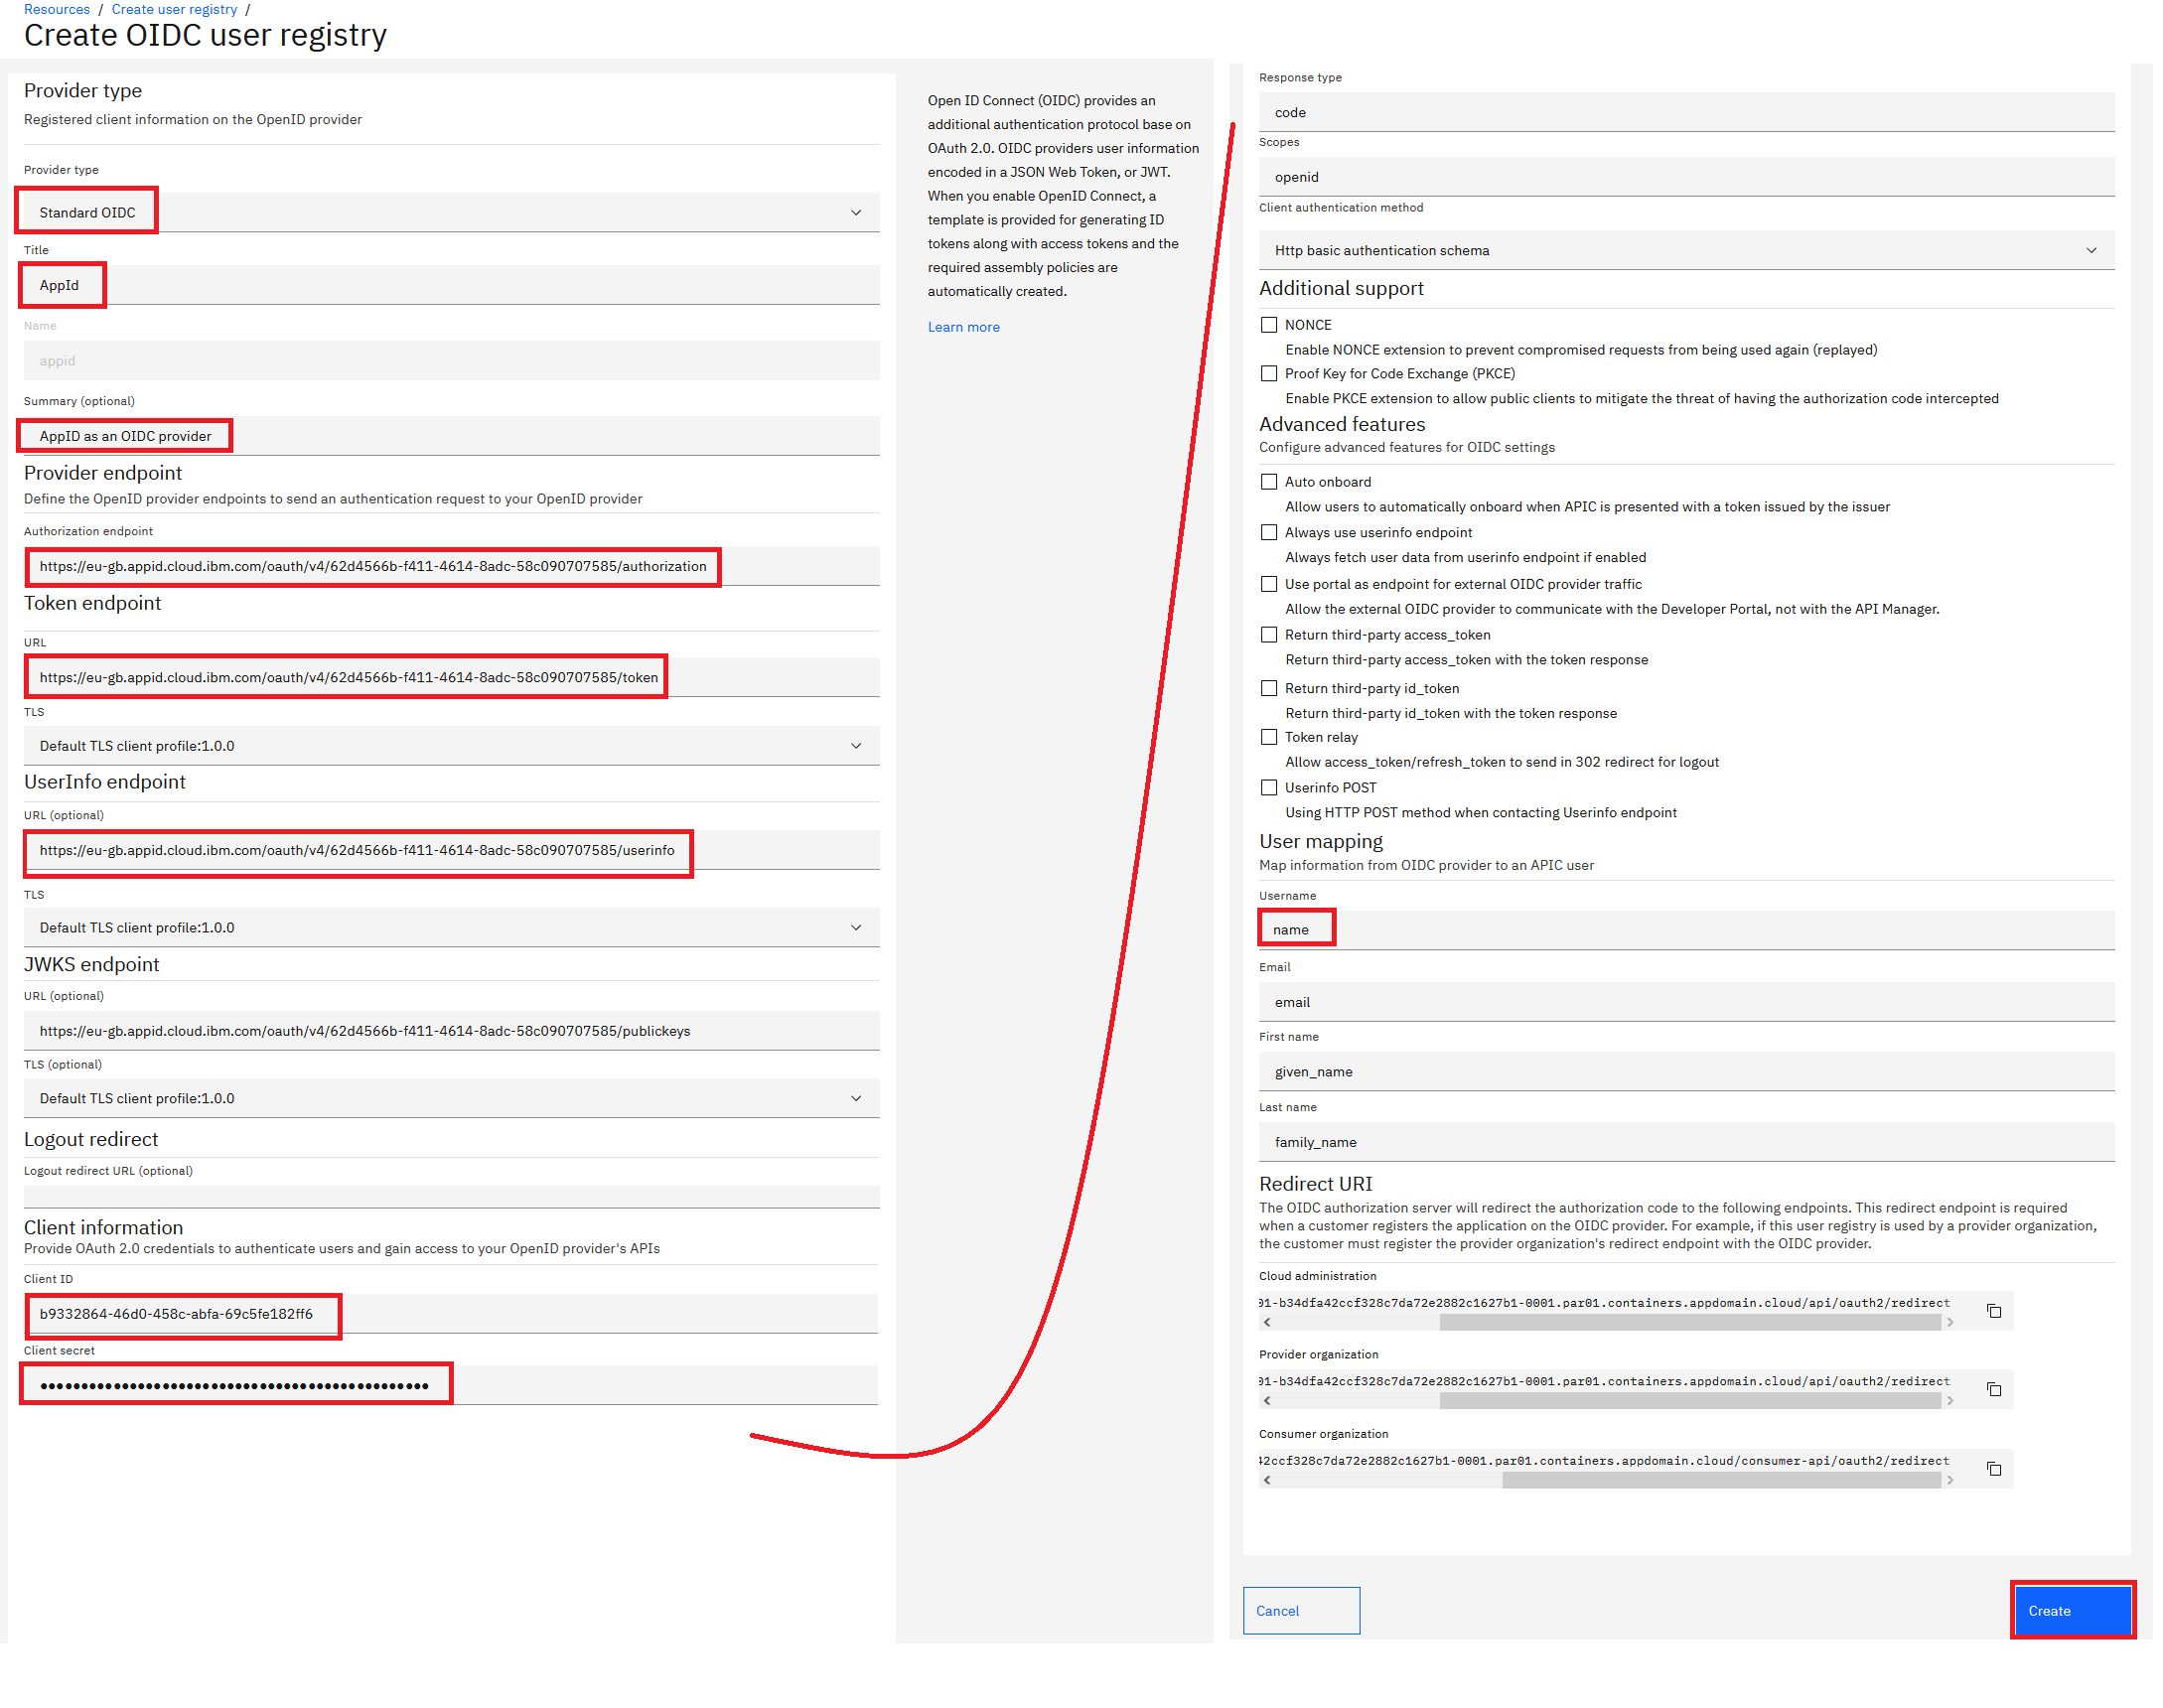 Resources / Create user registry /
Create OIDC user registry
Provider type
Registered client information on the OpenID provider
Provider type
Standard OIDC
Title
AppId
Name
appid
Summary (optional)
AppID as an OIDC provider
Provider endpoint
Define the OpenID provider endpoints to send an authentication request to your OpenID provider
Authorization endpoint
https://eu-gb.appid.cloud.ibm.com/oauth/v4/62d4566b-f411-4614-8adc-58c090707585/authorization
Token endpoint
URL
https://eu-gb.appid.cloud.ibm.com/oauth/v4/62d4566b-f411-4614-8adc-58c090707585/token
TLS
Default TLS client profile:1.0.0
UserInfo endpoint
URL (optional)
https://eu-gb.appid.cloud.ibm.com/oauth/v4/62d4566b-f411-4614-8adc-58c090707585/userinfo
TLS
Default TLS client profile:1.0.0
JWKS endpoint
URL (optional)
https://eu-gb.appid.cloud.ibm.com/oauth/v4/62d4566b-f411-4614-8adc-58c090707585/publickeys
TLS (optional)
Default TLS client profile:1.0.0
Logout redirect
Logout redirect URL (optional)
Client information
Provide OAuth 2.0 credentials to authenticate users and gain access to your OpenID provider's APIs
Client ID
b9332864-46d0-458c-abfa-69c5fe182ff6
Client secret
Open ID Connect (OIDC) provides an
additional authentication protocol base on
OAuth 2.0. OIDC providers user information
encoded in a JSON Web Token, or JWT.
When you enable OpenID Connect, a
template is provided for generating ID
tokens along with access tokens and the
required assembly policies are
automatically created.
Learn more
Response type
code
Scopes
openid
Client authentication method
Http basic authentication schema
Additional support
NONCE
Enable NONCE extension to prevent compromised requests from being used again (replayed)
Proof Key for Code Exchange (PKCE)
Enable PKCE extension to allow public clients to mitigate the threat of having the authorization code intercepted
Advanced features
Configure advanced features for OIDC settings
Auto onboard
Allow users to automatically onboard when APIC is presented with a token issued by the issuer
Always use userinfo endpoint
Always fetch user data from userinfo endpoint if enabled
Use portal as endpoint for external OIDC provider traffic
Allow the external OIDC provider to communicate with the Developer Portal, not with the API Manager.
Return third-party access_token
Return third-party access_token with the token response
Return third-party id_token
Return third-party id_token with the token response
Token relay
Allow access_token/refresh_token to send in 302 redirect for logout
Userinfo POST
Using HTTP POST method when contacting Userinfo endpoint
User mapping
Map information from OIDC provider to an APIC user
Username
name
Email
email
First name
given_name
Last name
family_name
Redirect URI
The OIDC authorization server will redirect the authorization code to the following endpoints. This redirect endpoint is required
when a customer registers the application on the OIDC provider. For example, if this user registry is used by a provider organization,
the customer must register the provider organization's redirect endpoint with the OIDC provider.
Cloud administration
01-b34dfa42ccf328c7da72e2882c1627b1-0001.par01.containers.appdomain.cloud/api/oauth2/redirect
Provider organization
01-b34dfa42ccf328c7da72e2882c1627b1-0001.par01.containers.appdomain.cloud/api/oauth2/redirect
Consumer organization
42ccf328c7da72e2882c1627b1-0001.par01.containers.appdomain.cloud/consumer-api/oauth2/redirect
Cancel
Create